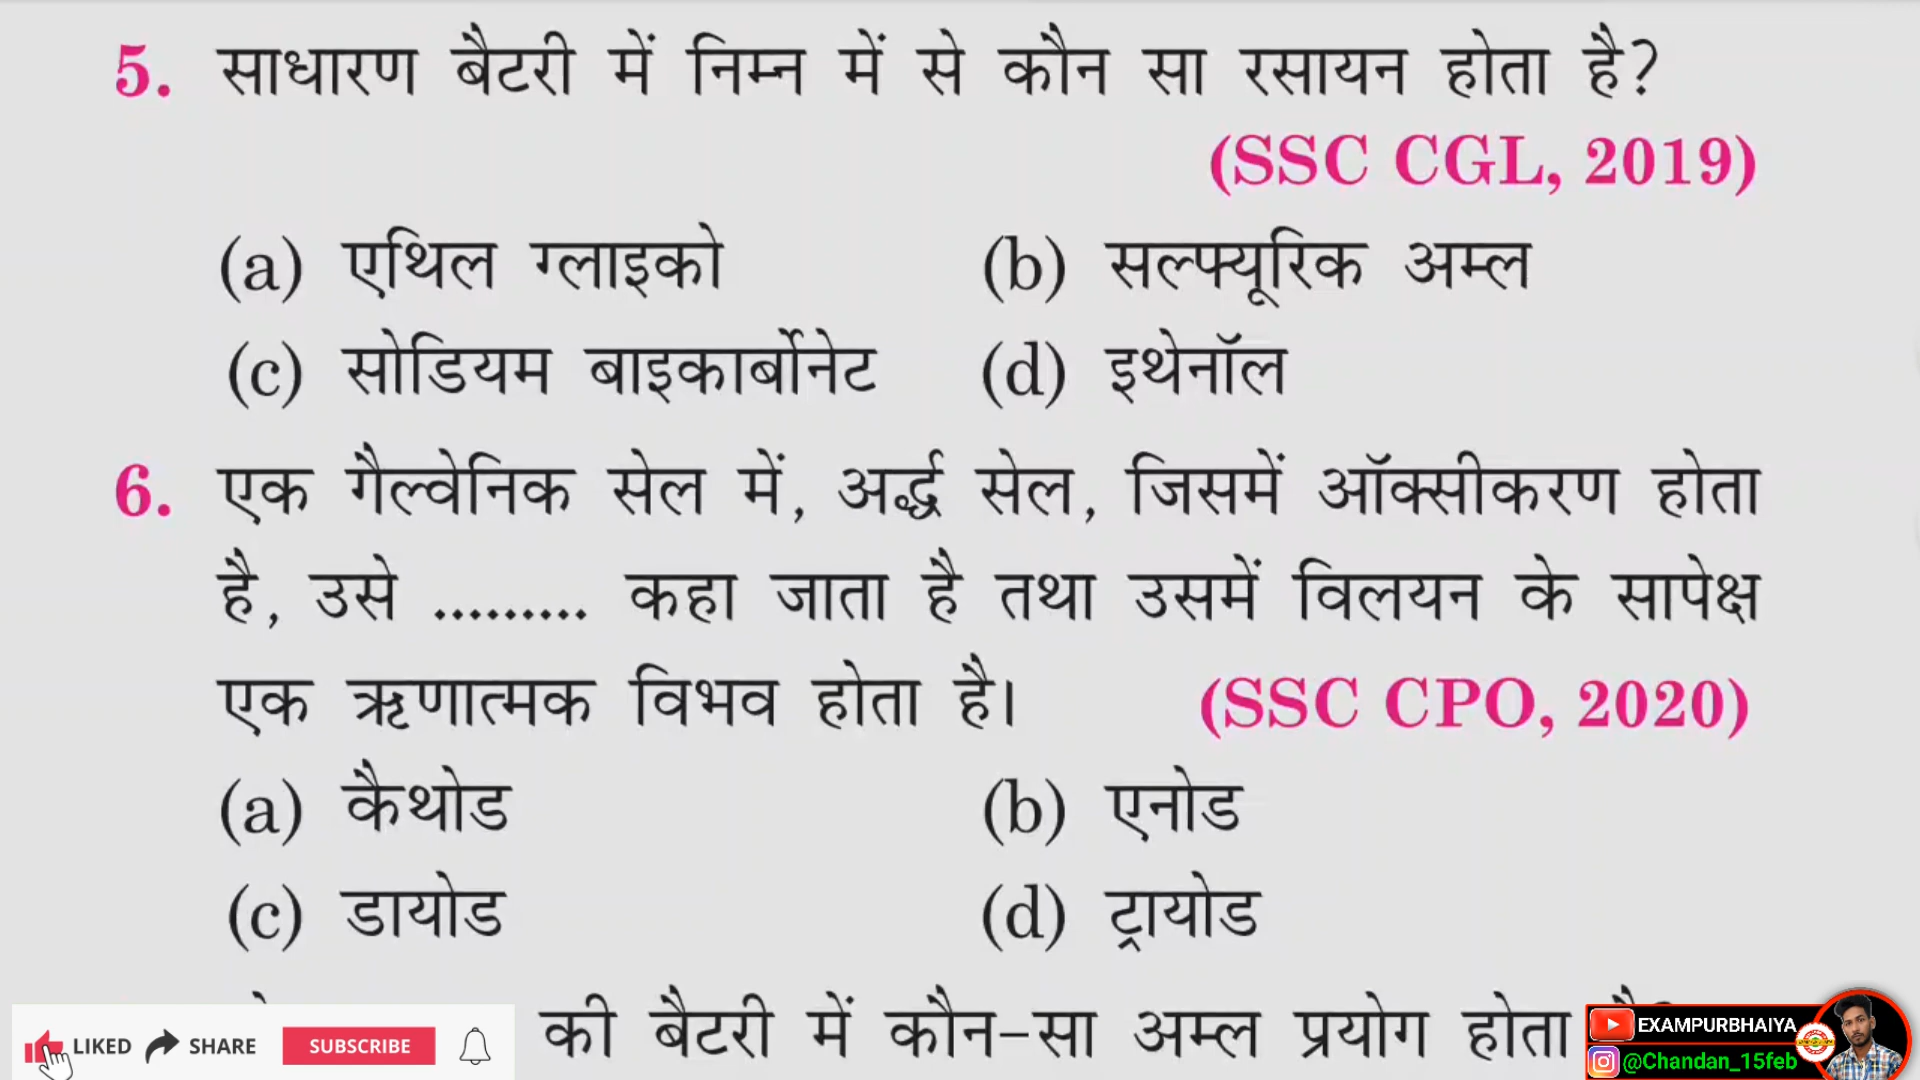 5. साधारण बैटरी में निम्न में से कौन सा रसायन होता है?
(SSC CGL, 2019)
(a) एथिल ग्लाइको (b) सल्फ्यूरिक अम्ल
(c) सोडियम बाइकार्बोनेट (d) इथेनॉल
6. एक गैल्वेनिक सेल में, अर्द्ध सेल, जिसमें ऑक्सीकरण होता
है, उसे ......... कहा जाता है तथा उसमें विलयन के सापेक्ष
एक ऋणात्मक विभव होता है। (SSC CPO, 2020)
(a) कैथोड (b) एनोड
(c) डायोड (d) ट्रायोड
की बैटरी में कौन-सा अम्ल प्रयोग होता
LIKED SHARE SUBSCRIBE
EXAMPURBHAIYA
@Chandan_15feb